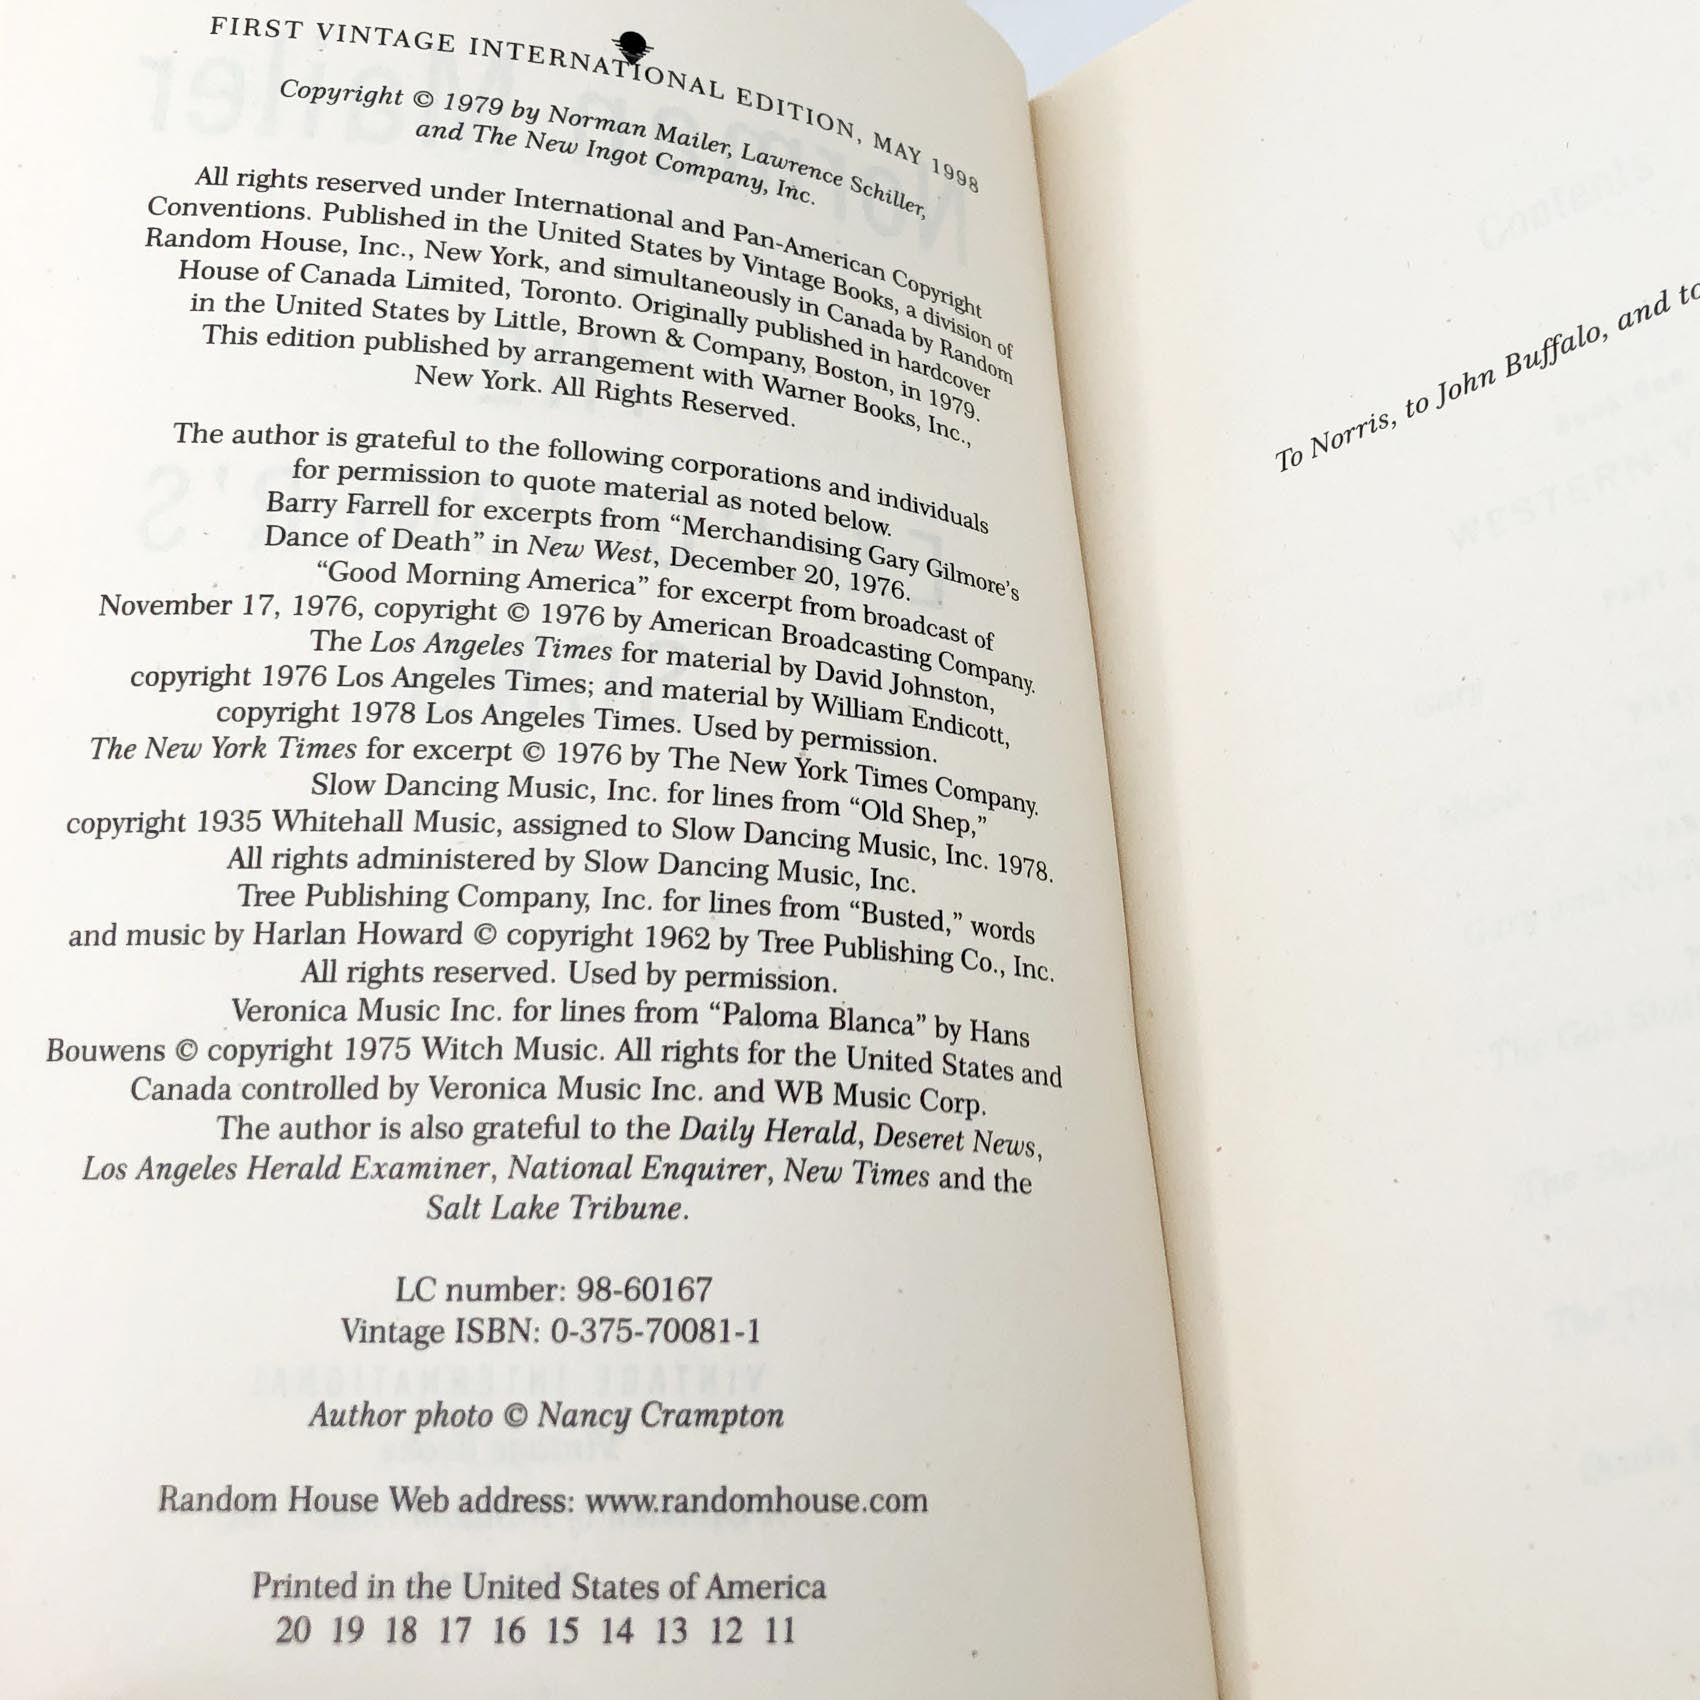 FIRST VINTAGE INTERNATIONAL EDITION, MAY 1998
Copyright © 1979 by Norman Mailer, Lawrence Schiller,
and The New Ingot Company, Inc.
All rights reserved under International and Pan-American Copyright
Conventions. Published in the United States by Vintage Books, a division of
Random House, Inc., New York, and simultaneously in Canada by Random
House of Canada Limited, Toronto. Originally published in hardcover
in the United States by Little, Brown & Company, Boston, in 1979.
This edition published by arrangement with Warner Books, Inc.,
New York. All Rights Reserved.
The author is grateful to the following corporations and individuals
for permission to quote material as noted below.
Barry Farrell for excerpts from “Merchandising Gary Gilmore’s
Dance of Death” in New West, December 20, 1976.
“Good Morning America” for excerpt from broadcast of
November 17, 1976, copyright © 1976 by American Broadcasting Company.
The Los Angeles Times for material by David Johnston,
copyright 1976 Los Angeles Times; and material by William Endicott,
copyright 1978 Los Angeles Times. Used by permission.
The New York Times for excerpt © 1976 by The New York Times Company.
Slow Dancing Music, Inc. for lines from “Old Shep,”
copyright 1935 Whitehall Music, assigned to Slow Dancing Music, Inc. 1978.
All rights administered by Slow Dancing Music, Inc.
Tree Publishing Company, Inc. for lines from “Busted,” words
and music by Harlan Howard © copyright 1962 by Tree Publishing Co., Inc.
All rights reserved. Used by permission.
Veronica Music Inc. for lines from “Paloma Blanca” by Hans
Bouwens © copyright 1975 Witch Music. All rights for the United States and
Canada controlled by Veronica Music Inc. and WB Music Corp.
The author is also grateful to the Daily Herald, Deseret News,
Los Angeles Herald Examiner, National Enquirer, New Times and the
Salt Lake Tribune.
LC number: 98-60167
Vintage ISBN: 0-375-70081-1
Author photo © Nancy Crampton
Random House Web address: www.randomhouse.com
Printed in the United States of America
20 19 18 17 16 15 14 13 12 11
To Norris, to John Buffalo, and to